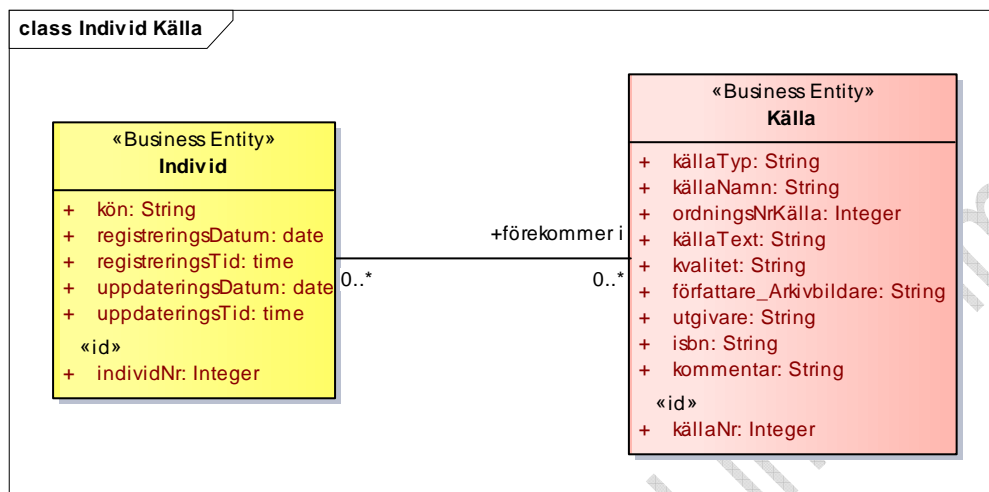 class Individ Källa
«Business Entity»
Individ
+ kön: String
+ registreringsDatum: date
+ registreringsTid: time
+ uppdateringsDatum: date
+ uppdateringsTid: time
«id»
+ individNr: Integer
+förekommer i
0..*
0..*
«Business Entity»
Källa
+ källaTyp: String
+ källaNamn: String
+ ordningsNrKälla: Integer
+ källaText: String
+ kvalitet: String
+ författare_Arkivbildare: String
+ utgivare: String
+ isbn: String
+ kommentar: String
«id»
+ källaNr: Integer